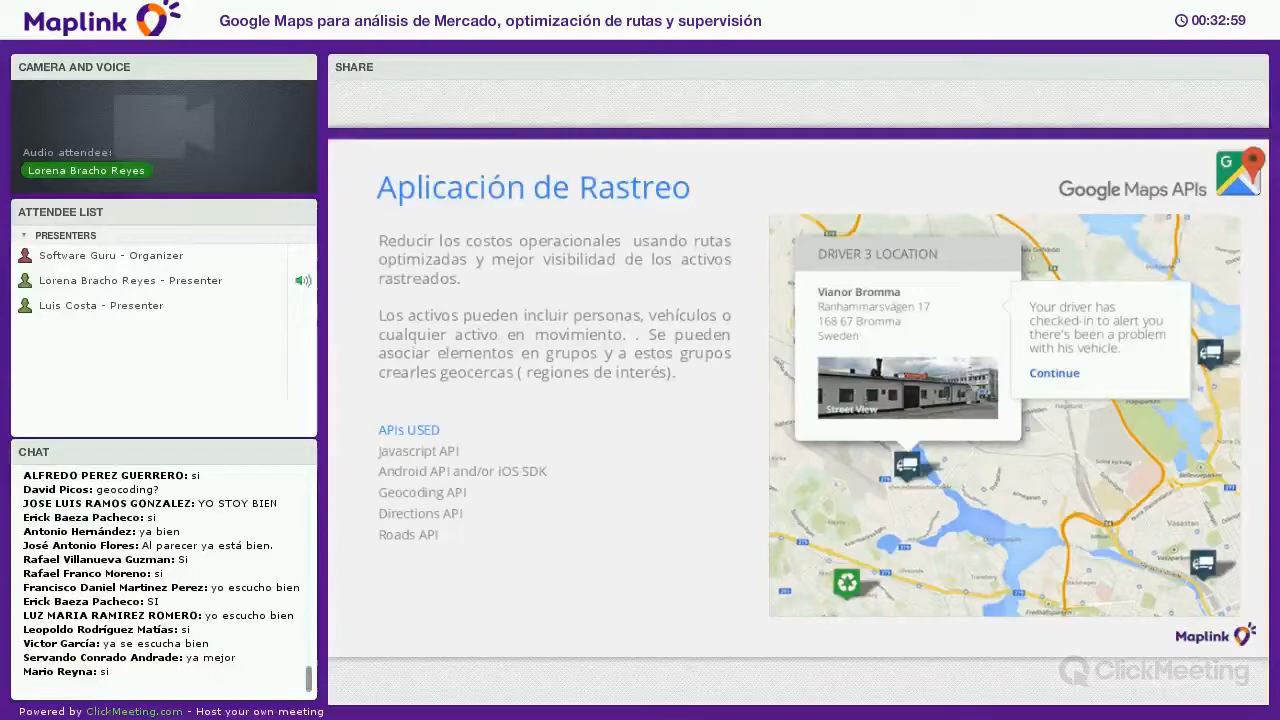 Maplink
Google Maps para análisis de Mercado, optimización de rutas y supervisión
00:32:59
CAMERA AND VOICE
Audio attendees:
Lorena Bracho Reyes
ATTENDEE LIST
PRESENTERS
Software Guru - Organizer
Lorena Bracho Reyes - Presenter
Luis Costa - Presenter
CHAT
ALFREDO PEREZ GUERRERO: si
David Picos: geocoding?
JOSE LUIS RAMOS GONZALEZ: YO STOY BIEN
Erick Baeza Pacheco: si
Antonio Hernández: ya bien
José Antonio Flores: Al parecer ya está bien.
Rafael Villanueva Guzman: Si
Rafael Franco Moreno: si
Francisco Daniel Martinez Perez: yo escucho bien
Erick Baeza Pacheco: SI
LUZ MARIA RAMIREZ ROMERO: yo escucho bien
Leopoldo Rodríguez Matías: si
Victor García: ya se escucha bien
Servando Conrado Andrade: ya mejor
Mario Reyna: si
Powered by ClickMeeting.com - Host your own meeting
SHARE
Aplicación de Rastreo
G
Google Maps APIs
Reducir los costos operacionales usando rutas
optimizadas y mejor visibilidad de los activos
rastreados.
Los activos pueden incluir personas, vehículos o
cualquier activo en movimiento. . Se pueden
asociar elementos en grupos y a estos grupos
crearles geocercas ( regiones de interés).
APIs USED
Javascript API
Android API and/or iOS SDK
Geocoding API
Directions API
Roads API
DRIVER 3 LOCATION
Vianor Bromma
Ranhammarsvägen 17
168 67 Bromma
Sweden
Street View
Your driver has
checked-in to alert you
there's been a problem
with his vehicle.
Continue
279
275
Vasastan
Maplink
ClickMeeting